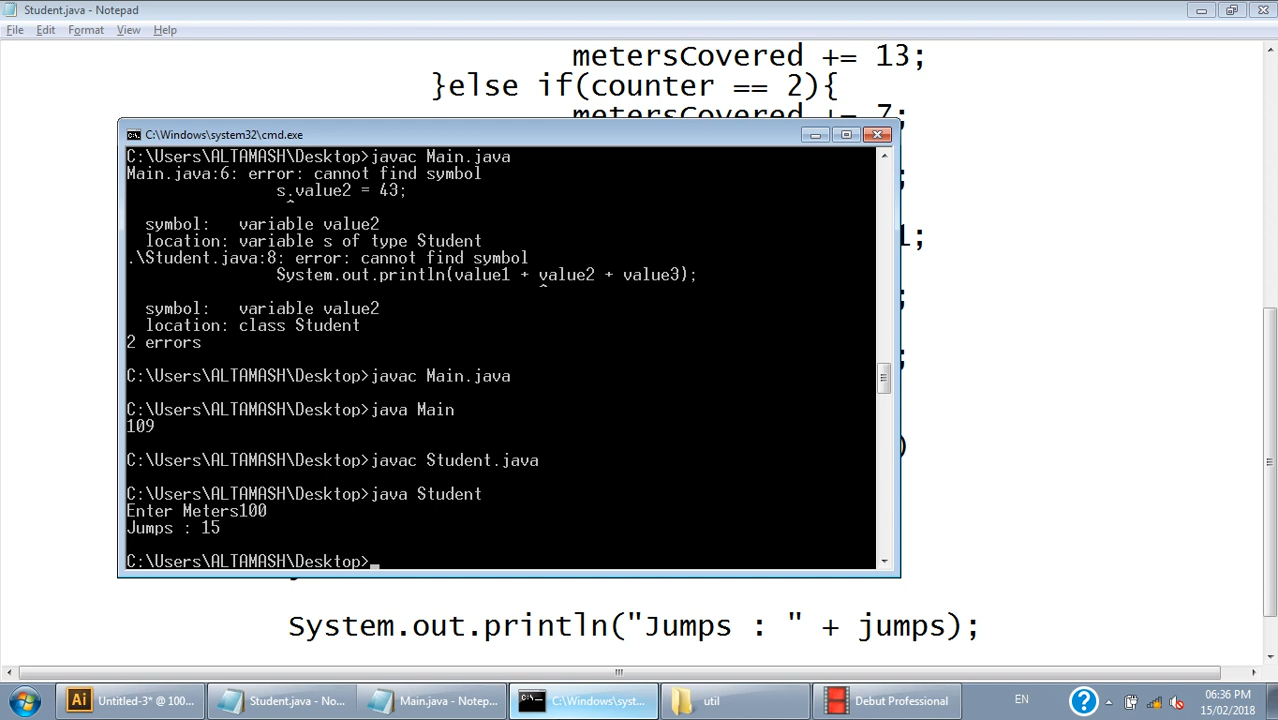 Student.java - Notepad
File Edit Format View Help
metersCovered += 13;
}else if(counter == 2){
metersCovered += 7;
C:\Windows\system32\cmd.exe
C:\Users\ALTAMASH\Desktop>javac Main.java
Main.java:6: error: cannot find symbol
s.value2 = 43;
^
symbol: variable value2
location: variable s of type Student
.\Student.java:8: error: cannot find symbol
System.out.println(value1 + value2 + value3);
^
symbol: variable value2
location: class Student
2 errors
C:\Users\ALTAMASH\Desktop>javac Main.java
C:\Users\ALTAMASH\Desktop>java Main
109
C:\Users\ALTAMASH\Desktop>javac Student.java
C:\Users\ALTAMASH\Desktop>java Student
Enter Meters100
Jumps : 15
C:\Users\ALTAMASH\Desktop>_
System.out.println("Jumps : " + jumps);
Ai Untitled-3* @ 100... Student.java - No... Main.java - Notep... C:\Windows\syst... util Debut Professional EN 06:36 PM
15/02/2018